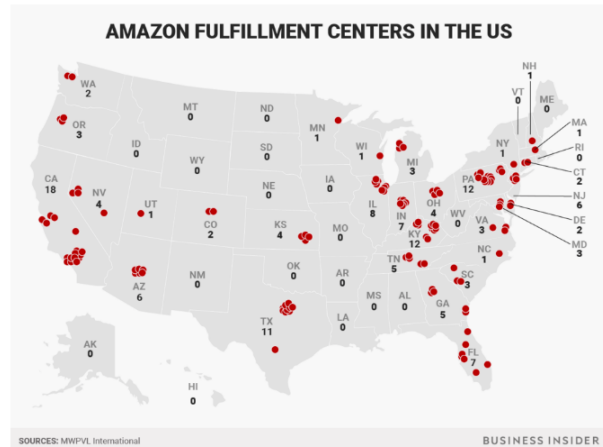 AMAZON FULFILLMENT CENTERS IN THE US
NH
1
WA
2
MT
0
ND
0
VT
0
ME
0
MN
1
MA
1
OR
3
ID
0
SD
0
WI
1
NY
1
RI
0
WY
0
MI
3
CT
2
CA
18
NV
4
UT
1
NE
0
IA
0
PA
12
NJ
6
CO
2
KS
4
MO
0
IL
8
IN
7
OH
4
WV
0
VA
3
DE
2
KY
12
MD
3
AZ
6
NM
0
OK
0
AR
0
TN
5
NC
1
SC
3
TX
11
LA
0
MS
0
AL
0
GA
5
AK
0
HI
0
FL
7
SOURCES: MWPVL International
BUSINESS INSIDER